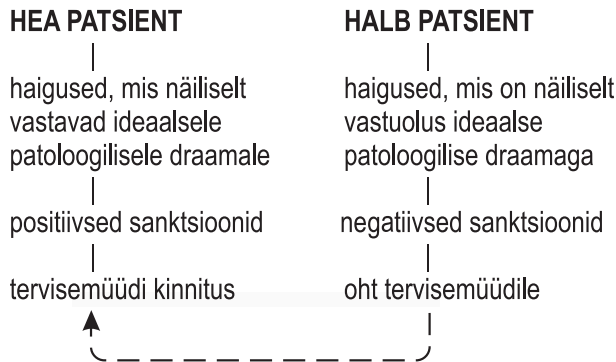 HEA PATSIENT
haigused, mis näiliselt
vastavad ideaalsele
patoloogilisele draamale
positiivsed sanktsioonid
tervisemüüdi kinnitus
HALB PATSIENT
haigused, mis on näiliselt
vastuolus ideaalse
patoloogilise draamaga
negatiivsed sanktsioonid
oht tervisemüüdile